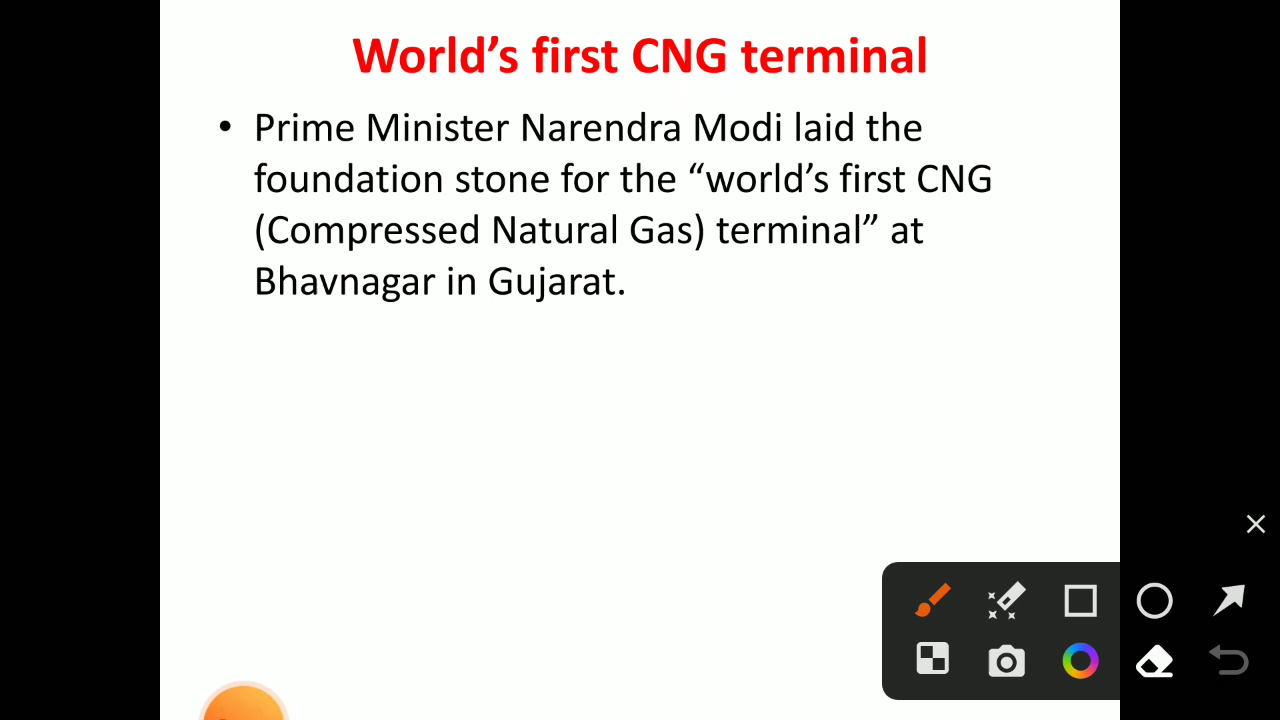 World’s first CNG terminal
• Prime Minister Narendra Modi laid the
foundation stone for the “world’s first CNG
(Compressed Natural Gas) terminal” at
Bhavnagar in Gujarat.